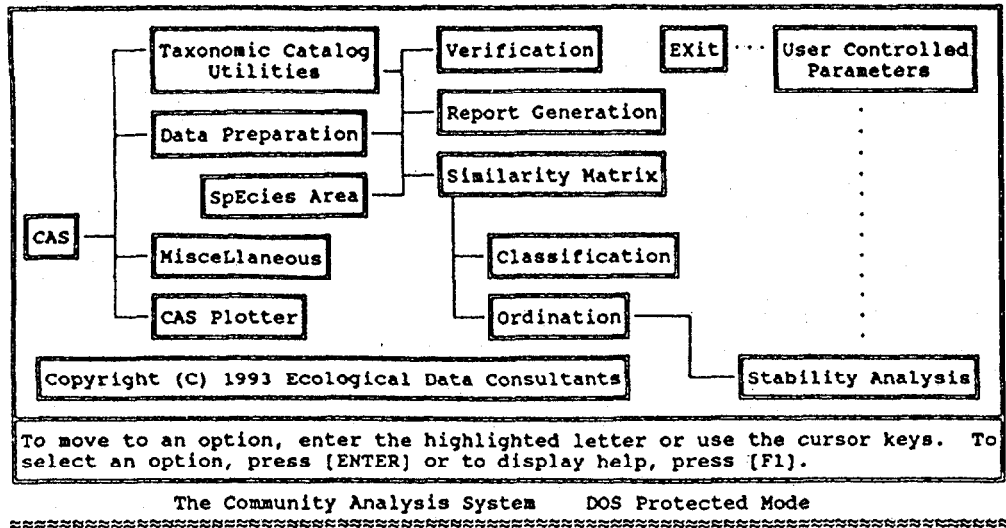 Taxonomic Catalog
Utilities
Verification
EXit
User Controlled
Parameters
Data Preparation
Report Generation
SpEcies Area
Similarity Matrix
CAS
MisceLlaneous
Classification
CAS Plotter
Ordination
Copyright (C) 1993 Ecological Data Consultants
Stability Analysis
To move to an option, enter the highlighted letter or use the cursor keys. To
select an option, press [ENTER] or to display help, press [F1].
The Community Analysis System DOS Protected Mode